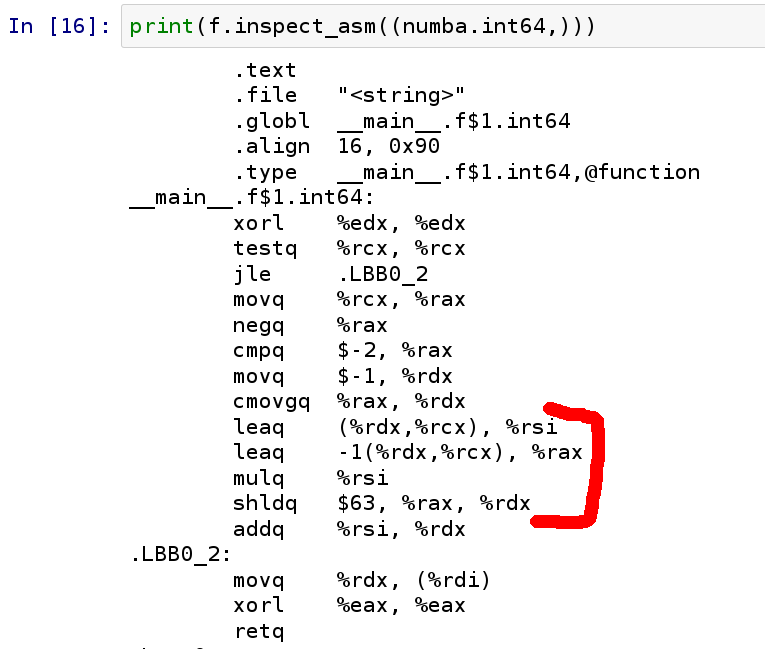 In [16]: print(f.inspect_asm((numba.int64,)))
.text
.file "<string>"
.globl __main__.f$1.int64
.align 16, 0x90
.type __main__.f$1.int64,@function
__main__.f$1.int64:
xorl %edx, %edx
testq %rcx, %rcx
jle .LBB0_2
movq %rcx, %rax
negq %rax
cmpq $-2, %rax
movq $-1, %rdx
cmovgq %rax, %rdx
leaq (%rdx,%rcx), %rsi
leaq -1(%rdx,%rcx), %rax
mulq %rsi
shldq $63, %rax, %rdx
addq %rsi, %rdx
.LBB0_2:
movq %rdx, (%rdi)
xorl %eax, %eax
retq